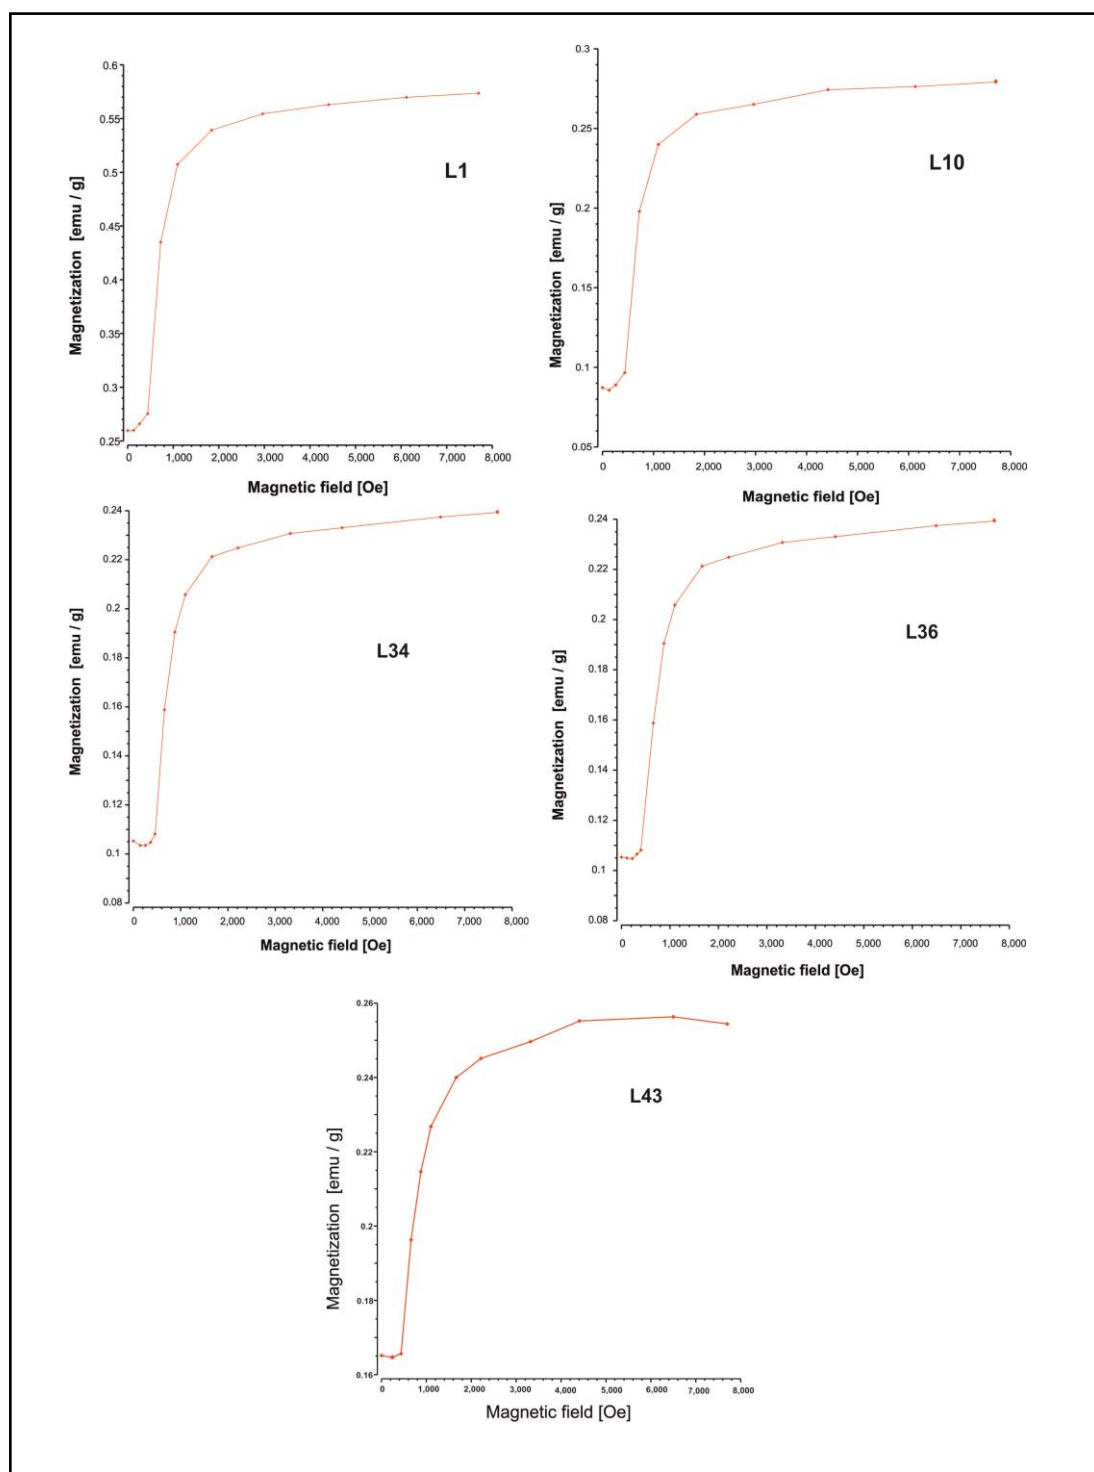 0.6
0.55
0.5
0.45
0.4
0.35
0.3
0.25
0 1,000 2,000 3,000 4,000 5,000 6,000 7,000 8,000
Magnetization [emu / g]
Magnetic field [Oe]
L1
0.3
0.25
0.2
0.15
0.1
0.05
0 1,000 2,000 3,000 4,000 5,000 6,000 7,000 8,000
Magnetization [emu / g]
Magnetic field [Oe]
L10
0.24
0.22
0.2
0.18
0.16
0.14
0.12
0.1
0.08
0 1,000 2,000 3,000 4,000 5,000 6,000 7,000 8,000
Magnetization [emu / g]
Magnetic field [Oe]
L34
0.24
0.22
0.2
0.18
0.16
0.14
0.12
0.1
0.08
0 1,000 2,000 3,000 4,000 5,000 6,000 7,000 8,000
Magnetization [emu / g]
Magnetic field [Oe]
L36
0.26
0.24
0.22
0.2
0.18
0.16
0 1,000 2,000 3,000 4,000 5,000 6,000 7,000 8,000
Magnetization [emu / g]
Magnetic field [Oe]
L43